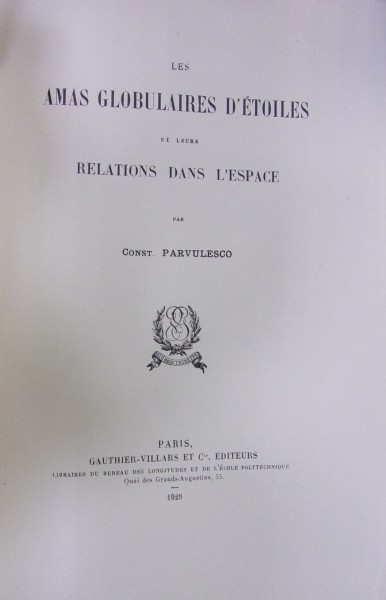 LES
AMAS GLOBULAIRES D'ÉTOILES
ET LEURS
RELATIONS DANS L'ESPACE
PAR
CONST. PARVULESCO
PARIS,
GAUTHIER-VILLARS ET Cie, ÉDITEURS
LIBRAIRES DU BUREAU DES LONGITUDES ET DE L'ÉCOLE POLYTECHNIQUE
Quai des Grands-Augustins, 55.
1925